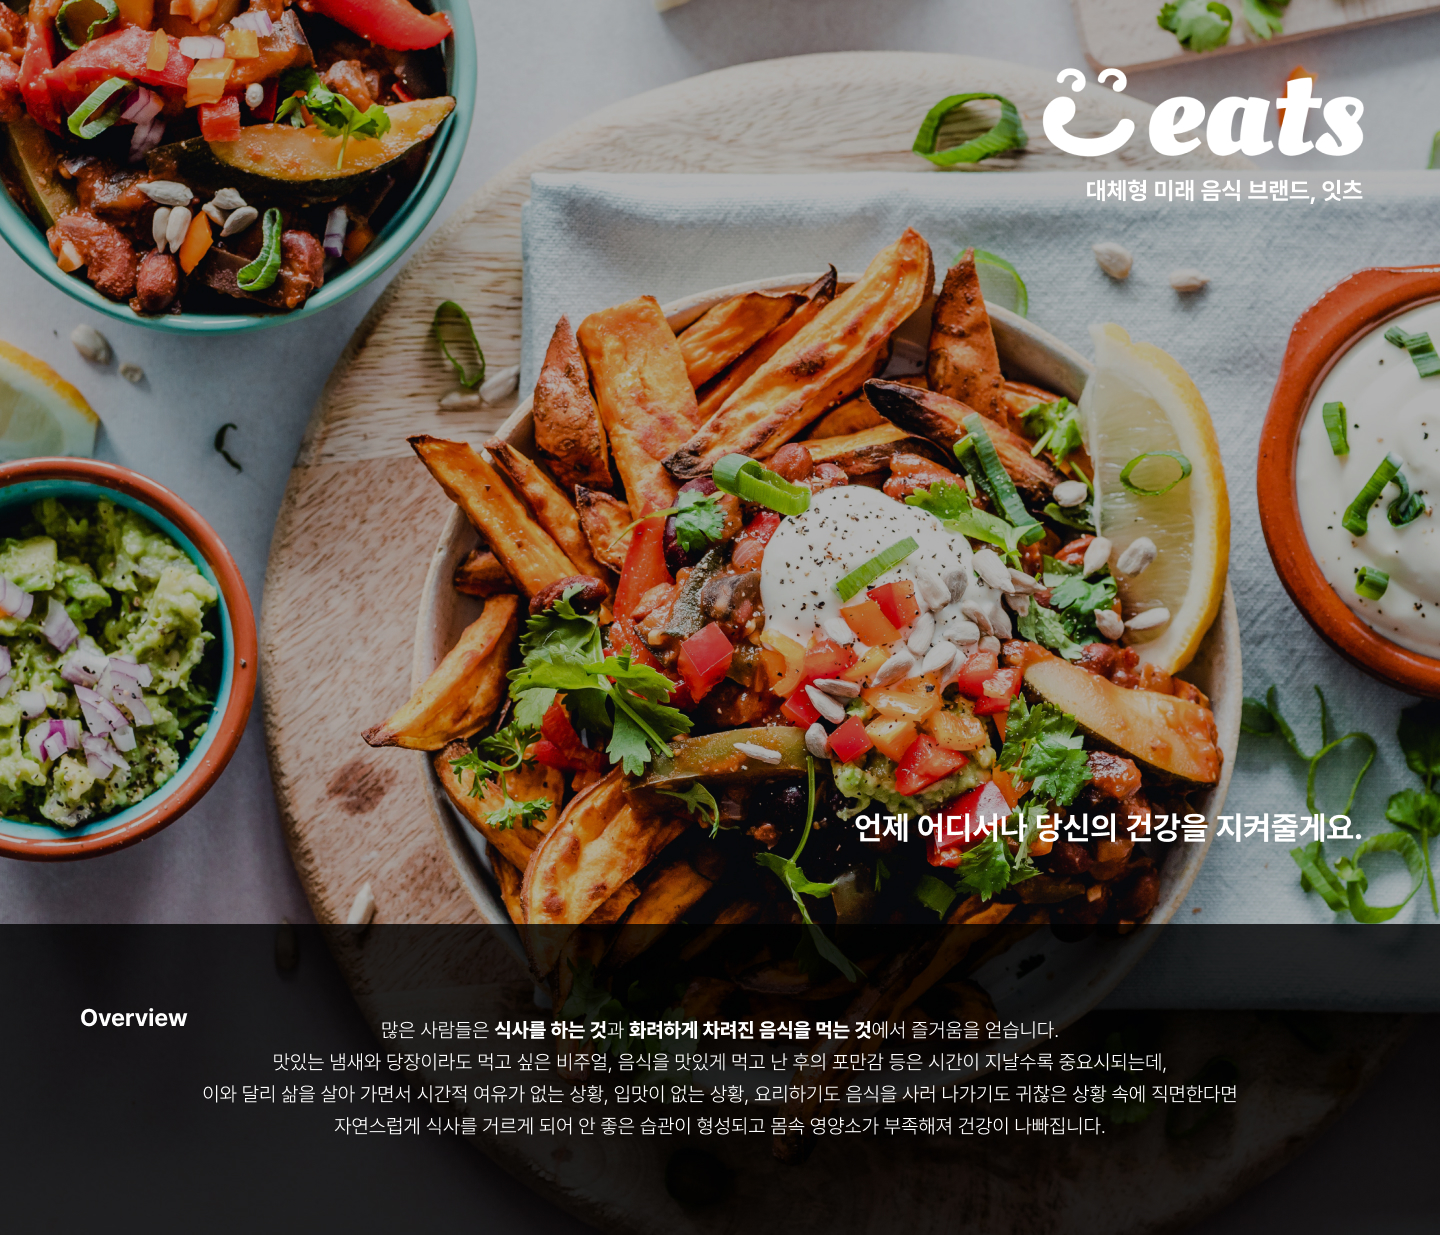 eats
대체형 미래 음식 브랜드, 잇츠
언제 어디서나 당신의 건강을 지켜줄게요.
Overview
많은 사람들은 식사를 하는 것과 화려하게 차려진 음식을 먹는 것에서 즐거움을 얻습니다.
맛있는 냄새와 당장이라도 먹고 싶은 비주얼, 음식을 맛있게 먹고 난 후의 포만감 등은 시간이 지날수록 중요시되는데,
이와 달리 삶을 살아 가면서 시간적 여유가 없는 상황, 입맛이 없는 상황, 요리하기도 음식을 사러 나가기도 귀찮은 상황 속에 직면한다면
자연스럽게 식사를 거르게 되어 안 좋은 습관이 형성되고 몸속 영양소가 부족해져 건강이 나빠집니다.